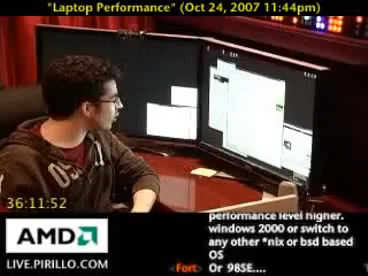 "Laptop Performance" (Oct 24, 2007 11:44pm)
36:11:52
AMD
LIVE.PIRILLO.COM
performance level higher.
windows 2000 or switch to
any other *nix or bsd based
OS
<Fort> Or 98SE....